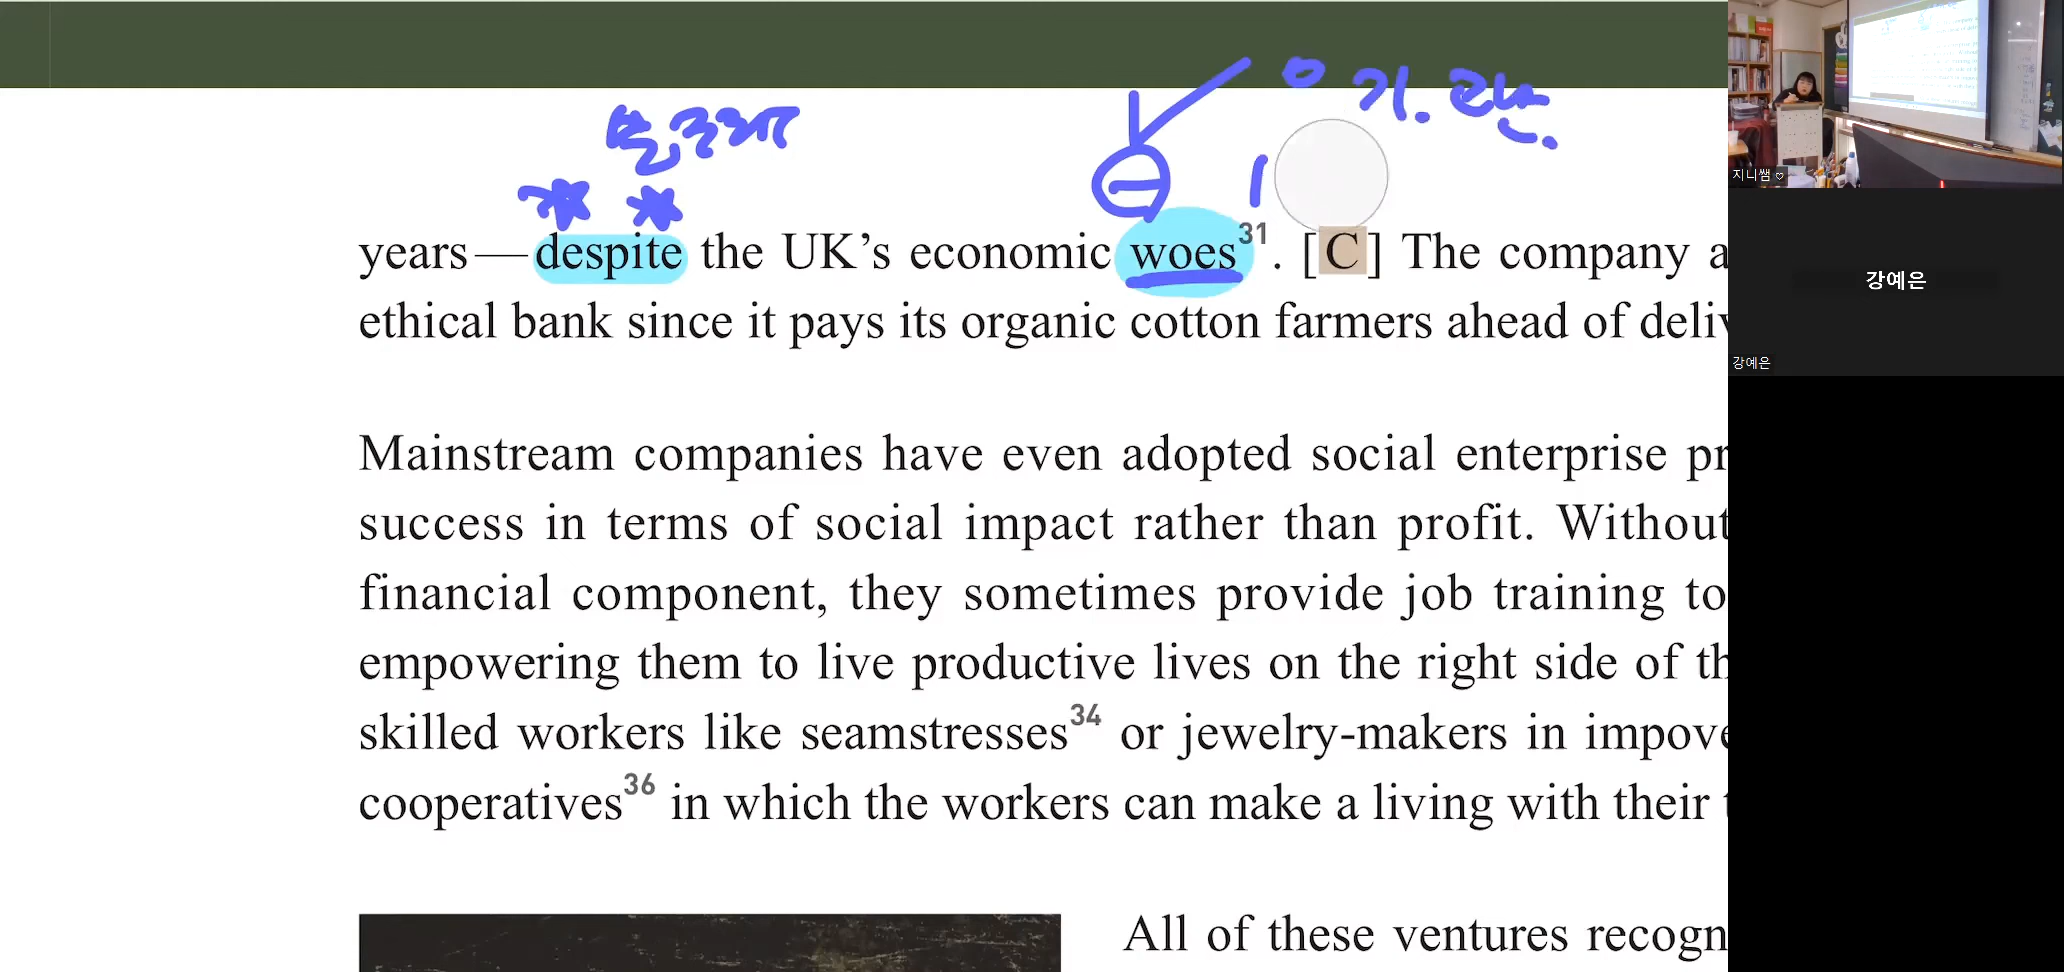 years—despite the UK’s economic woes31. [C] The company a
ethical bank since it pays its organic cotton farmers ahead of deliv
Mainstream companies have even adopted social enterprise pr
success in terms of social impact rather than profit. Without
financial component, they sometimes provide job training to
empowering them to live productive lives on the right side of th
skilled workers like seamstresses34 or jewelry-makers in impove
cooperatives36 in which the workers can make a living with their t
All of these ventures recogn
지니쌤 ♡
강예은
강예은